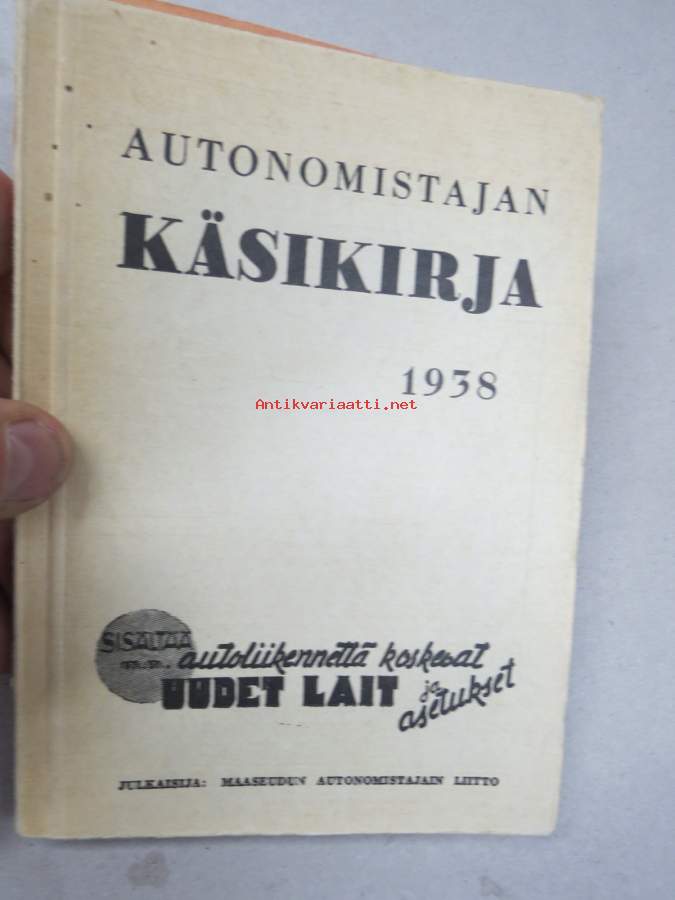 AUTONOMISTAJAN
KÄSIKIRJA
1938
Antikvariaatti.net
SISÄLTÄÄ
m.m. autoliikennettä koskevat
UUDET LAIT ja asetukset
JULKAISIJA: MAASEUDUN AUTONOMISTAJAIN LIITTO